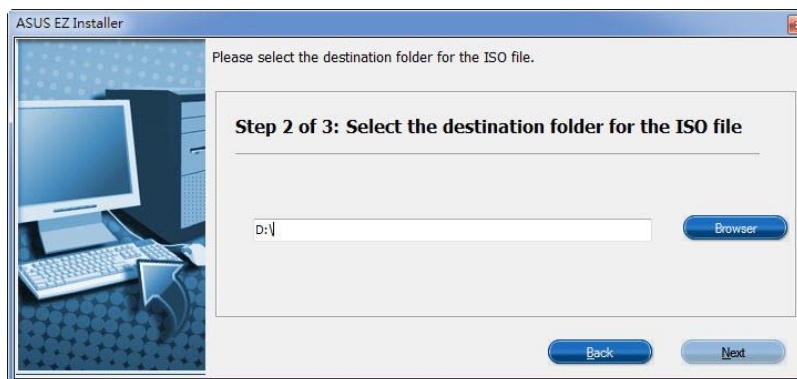 ASUS EZ Installer
Please select the destination folder for the ISO file.
Step 2 of 3: Select the destination folder for the ISO file
D:\
Browser
Back
Next